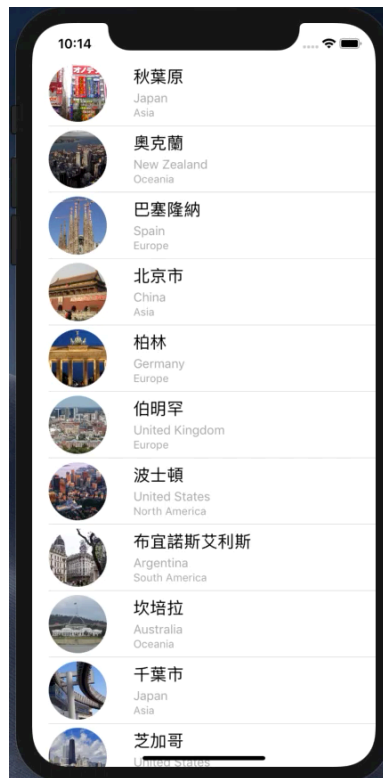 10:14
秋葉原
Japan
Asia
奧克蘭
New Zealand
Oceania
巴塞隆納
Spain
Europe
北京市
China
Asia
柏林
Germany
Europe
伯明罕
United Kingdom
Europe
波士頓
United States
North America
布宜諾斯艾利斯
Argentina
South America
坎培拉
Australia
Oceania
千葉市
Japan
Asia
芝加哥
United States